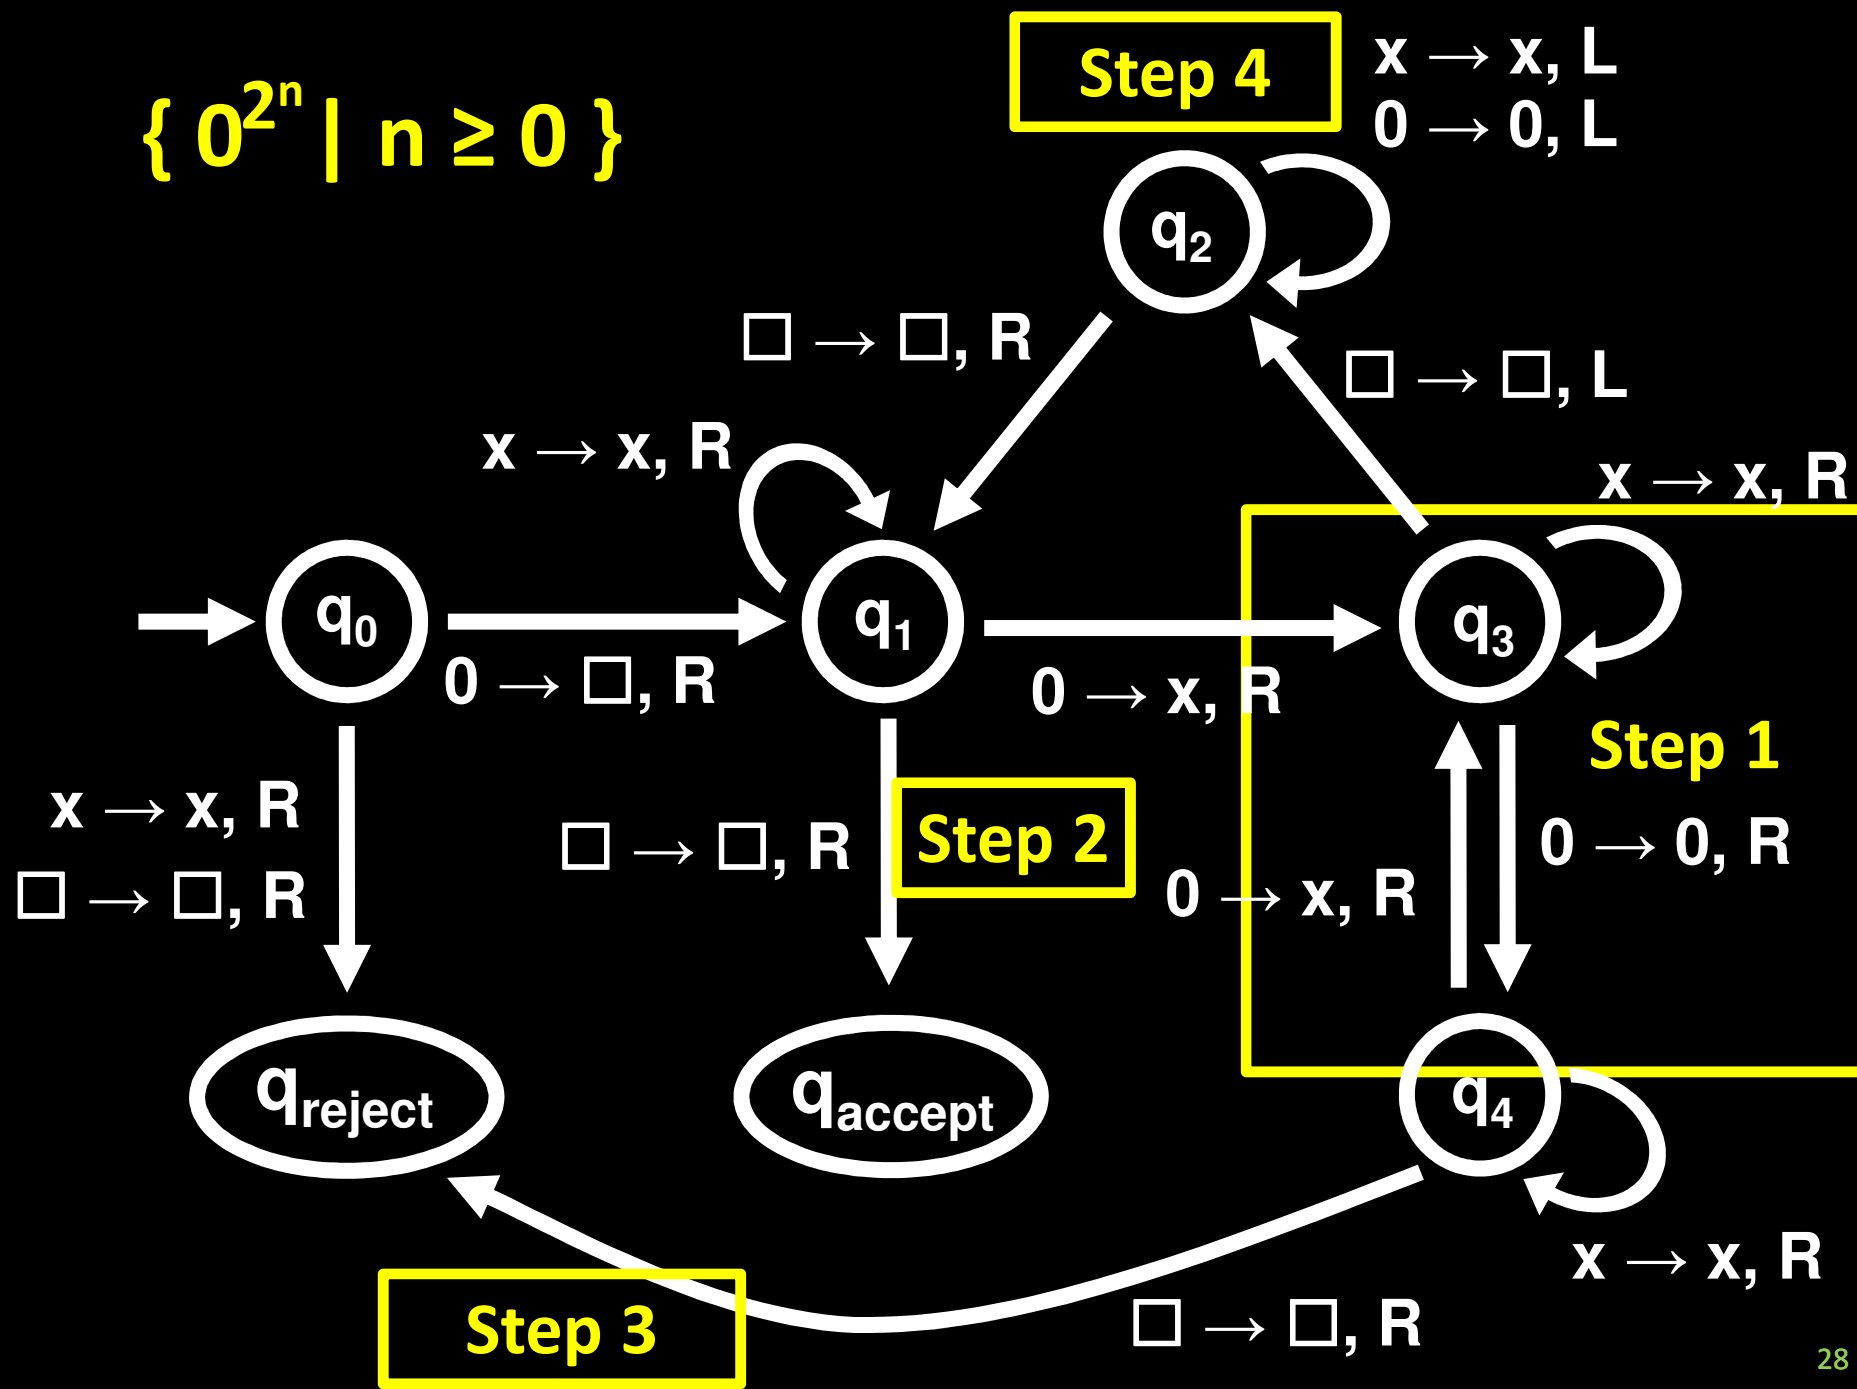 Step 4
x → x, L
0 → 0, L
{ 0^2^n | n ≥ 0 }
q2
□ → □, R
□ → □, L
x → x, R
x → x, R
q0
q1
q3
0 → □, R
0 → x, R
Step 1
x → x, R
□ → □, R
□ → □, R
Step 2
0 → x, R
0 → 0, R
qreject
qaccept
q4
x → x, R
Step 3
□ → □, R
28